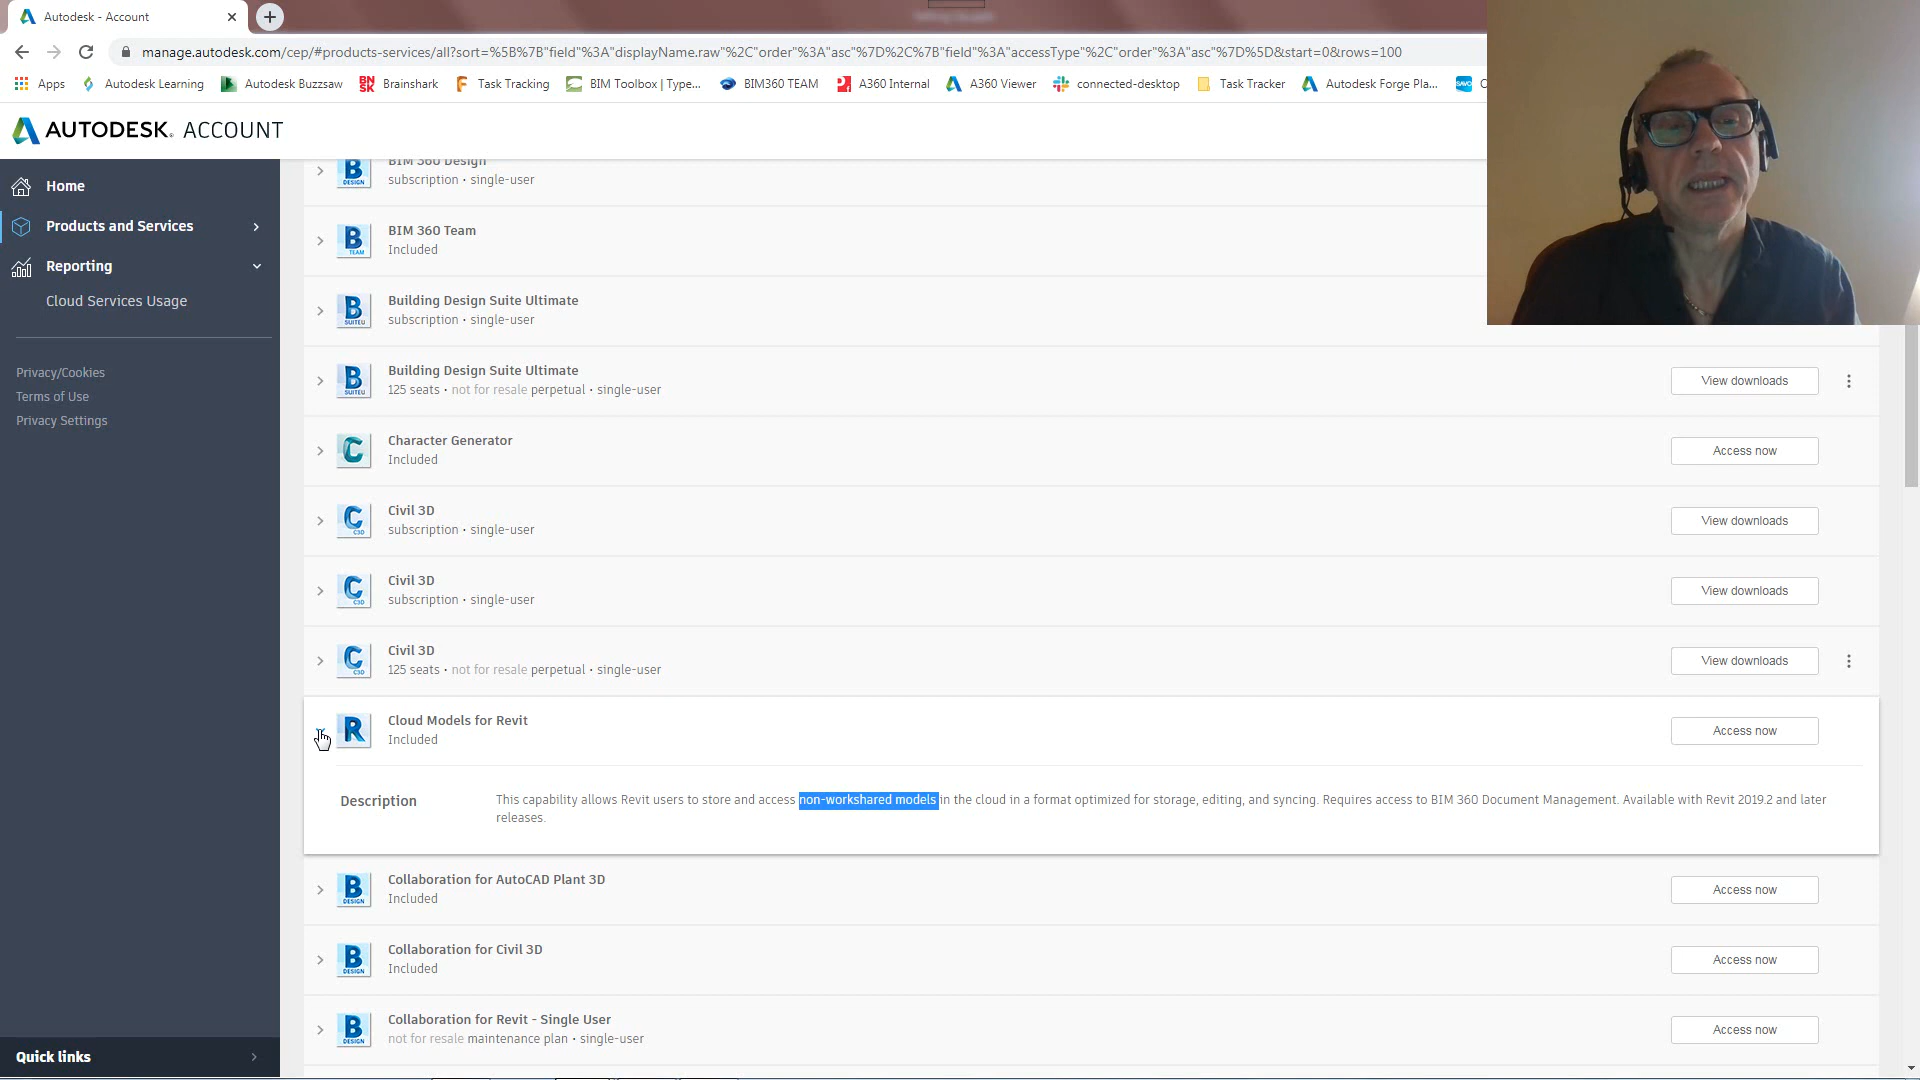 Autodesk - Account
manage.autodesk.com/cep/#products-services/all?sort=%5B%7B"field"%3A"displayName.raw"%2C"order"%3A"asc"%7D%2C%7B"field"%3A"accessType"%2C"order"%3A"asc"%7D%5D&start=0&rows=100
Apps Autodesk Learning Autodesk Buzzsaw Brainshark Task Tracking BIM Toolbox | Type... BIM360 TEAM A360 Internal A360 Viewer connected-desktop Task Tracker Autodesk Forge Pla...
AUTODESK ACCOUNT
Home
Products and Services
Reporting
Cloud Services Usage
Privacy/Cookies
Terms of Use
Privacy Settings
Quick links
BIM 360 Design
subscription • single-user
BIM 360 Team
Included
Building Design Suite Ultimate
subscription • single-user
Building Design Suite Ultimate
125 seats • not for resale perpetual • single-user
View downloads
Character Generator
Included
Access now
Civil 3D
subscription • single-user
View downloads
Civil 3D
subscription • single-user
View downloads
Civil 3D
125 seats • not for resale perpetual • single-user
View downloads
Cloud Models for Revit
Included
Access now
Description
This capability allows Revit users to store and access non-workshared models in the cloud in a format optimized for storage, editing, and syncing. Requires access to BIM 360 Document Management. Available with Revit 2019.2 and later
releases.
Collaboration for AutoCAD Plant 3D
Included
Access now
Collaboration for Civil 3D
Included
Access now
Collaboration for Revit - Single User
not for resale maintenance plan • single-user
Access now